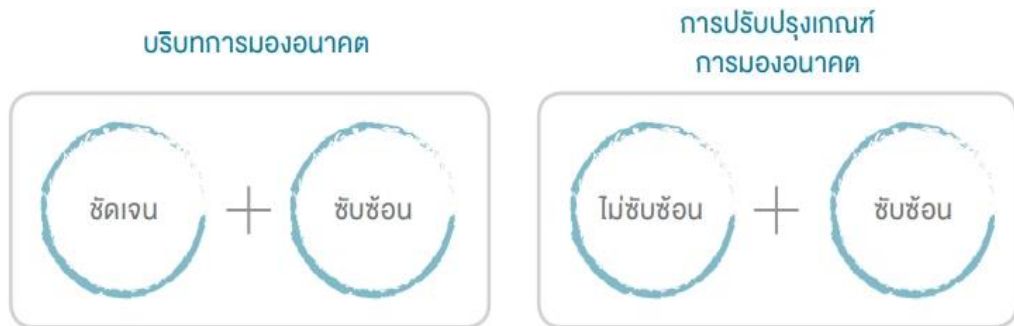 บริบทการมองอนาคต
การปรับปรุงเกณฑ์
การมองอนาคต
ชัดเจน + ซับซ้อน
ไม่ซับซ้อน + ซับซ้อน